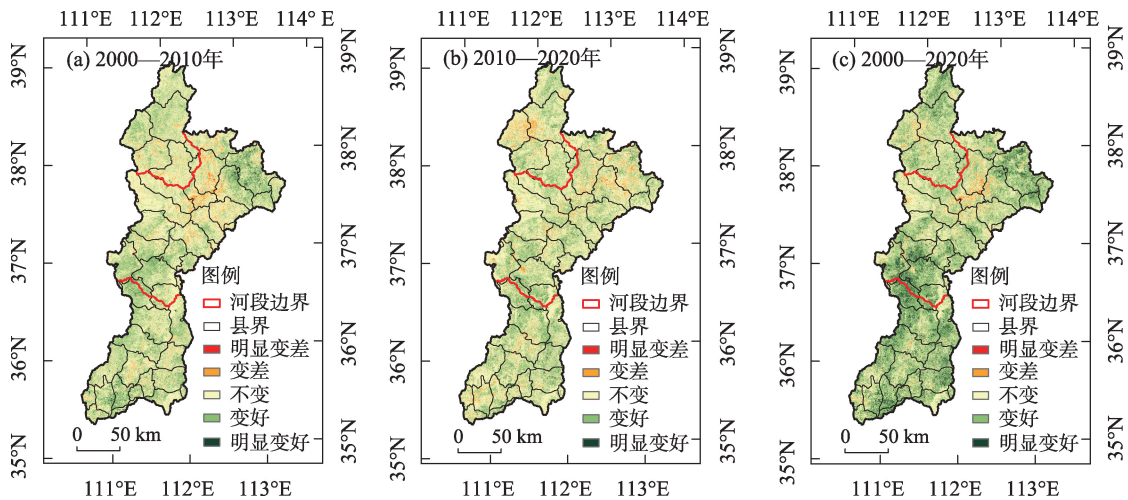 111°E 112°E 113°E 114°E
(a) 2000—2010年
39°N
38°N
37°N
36°N
35°N
39°N
38°N
37°N
36°N
35°N
图例
河段边界
县界
明显变差
变差
不变
变好
明显变好
0 50 km
111°E 112°E 113°E
111°E 112°E 113°E 114°E
(b) 2010—2020年
39°N
38°N
37°N
36°N
35°N
39°N
38°N
37°N
36°N
35°N
图例
河段边界
县界
明显变差
变差
不变
变好
明显变好
0 50 km
111°E 112°E 113°E
111°E 112°E 113°E 114°E
(c) 2000—2020年
39°N
38°N
37°N
36°N
35°N
39°N
38°N
37°N
36°N
35°N
图例
河段边界
县界
明显变差
变差
不变
变好
明显变好
0 50 km
111°E 112°E 113°E